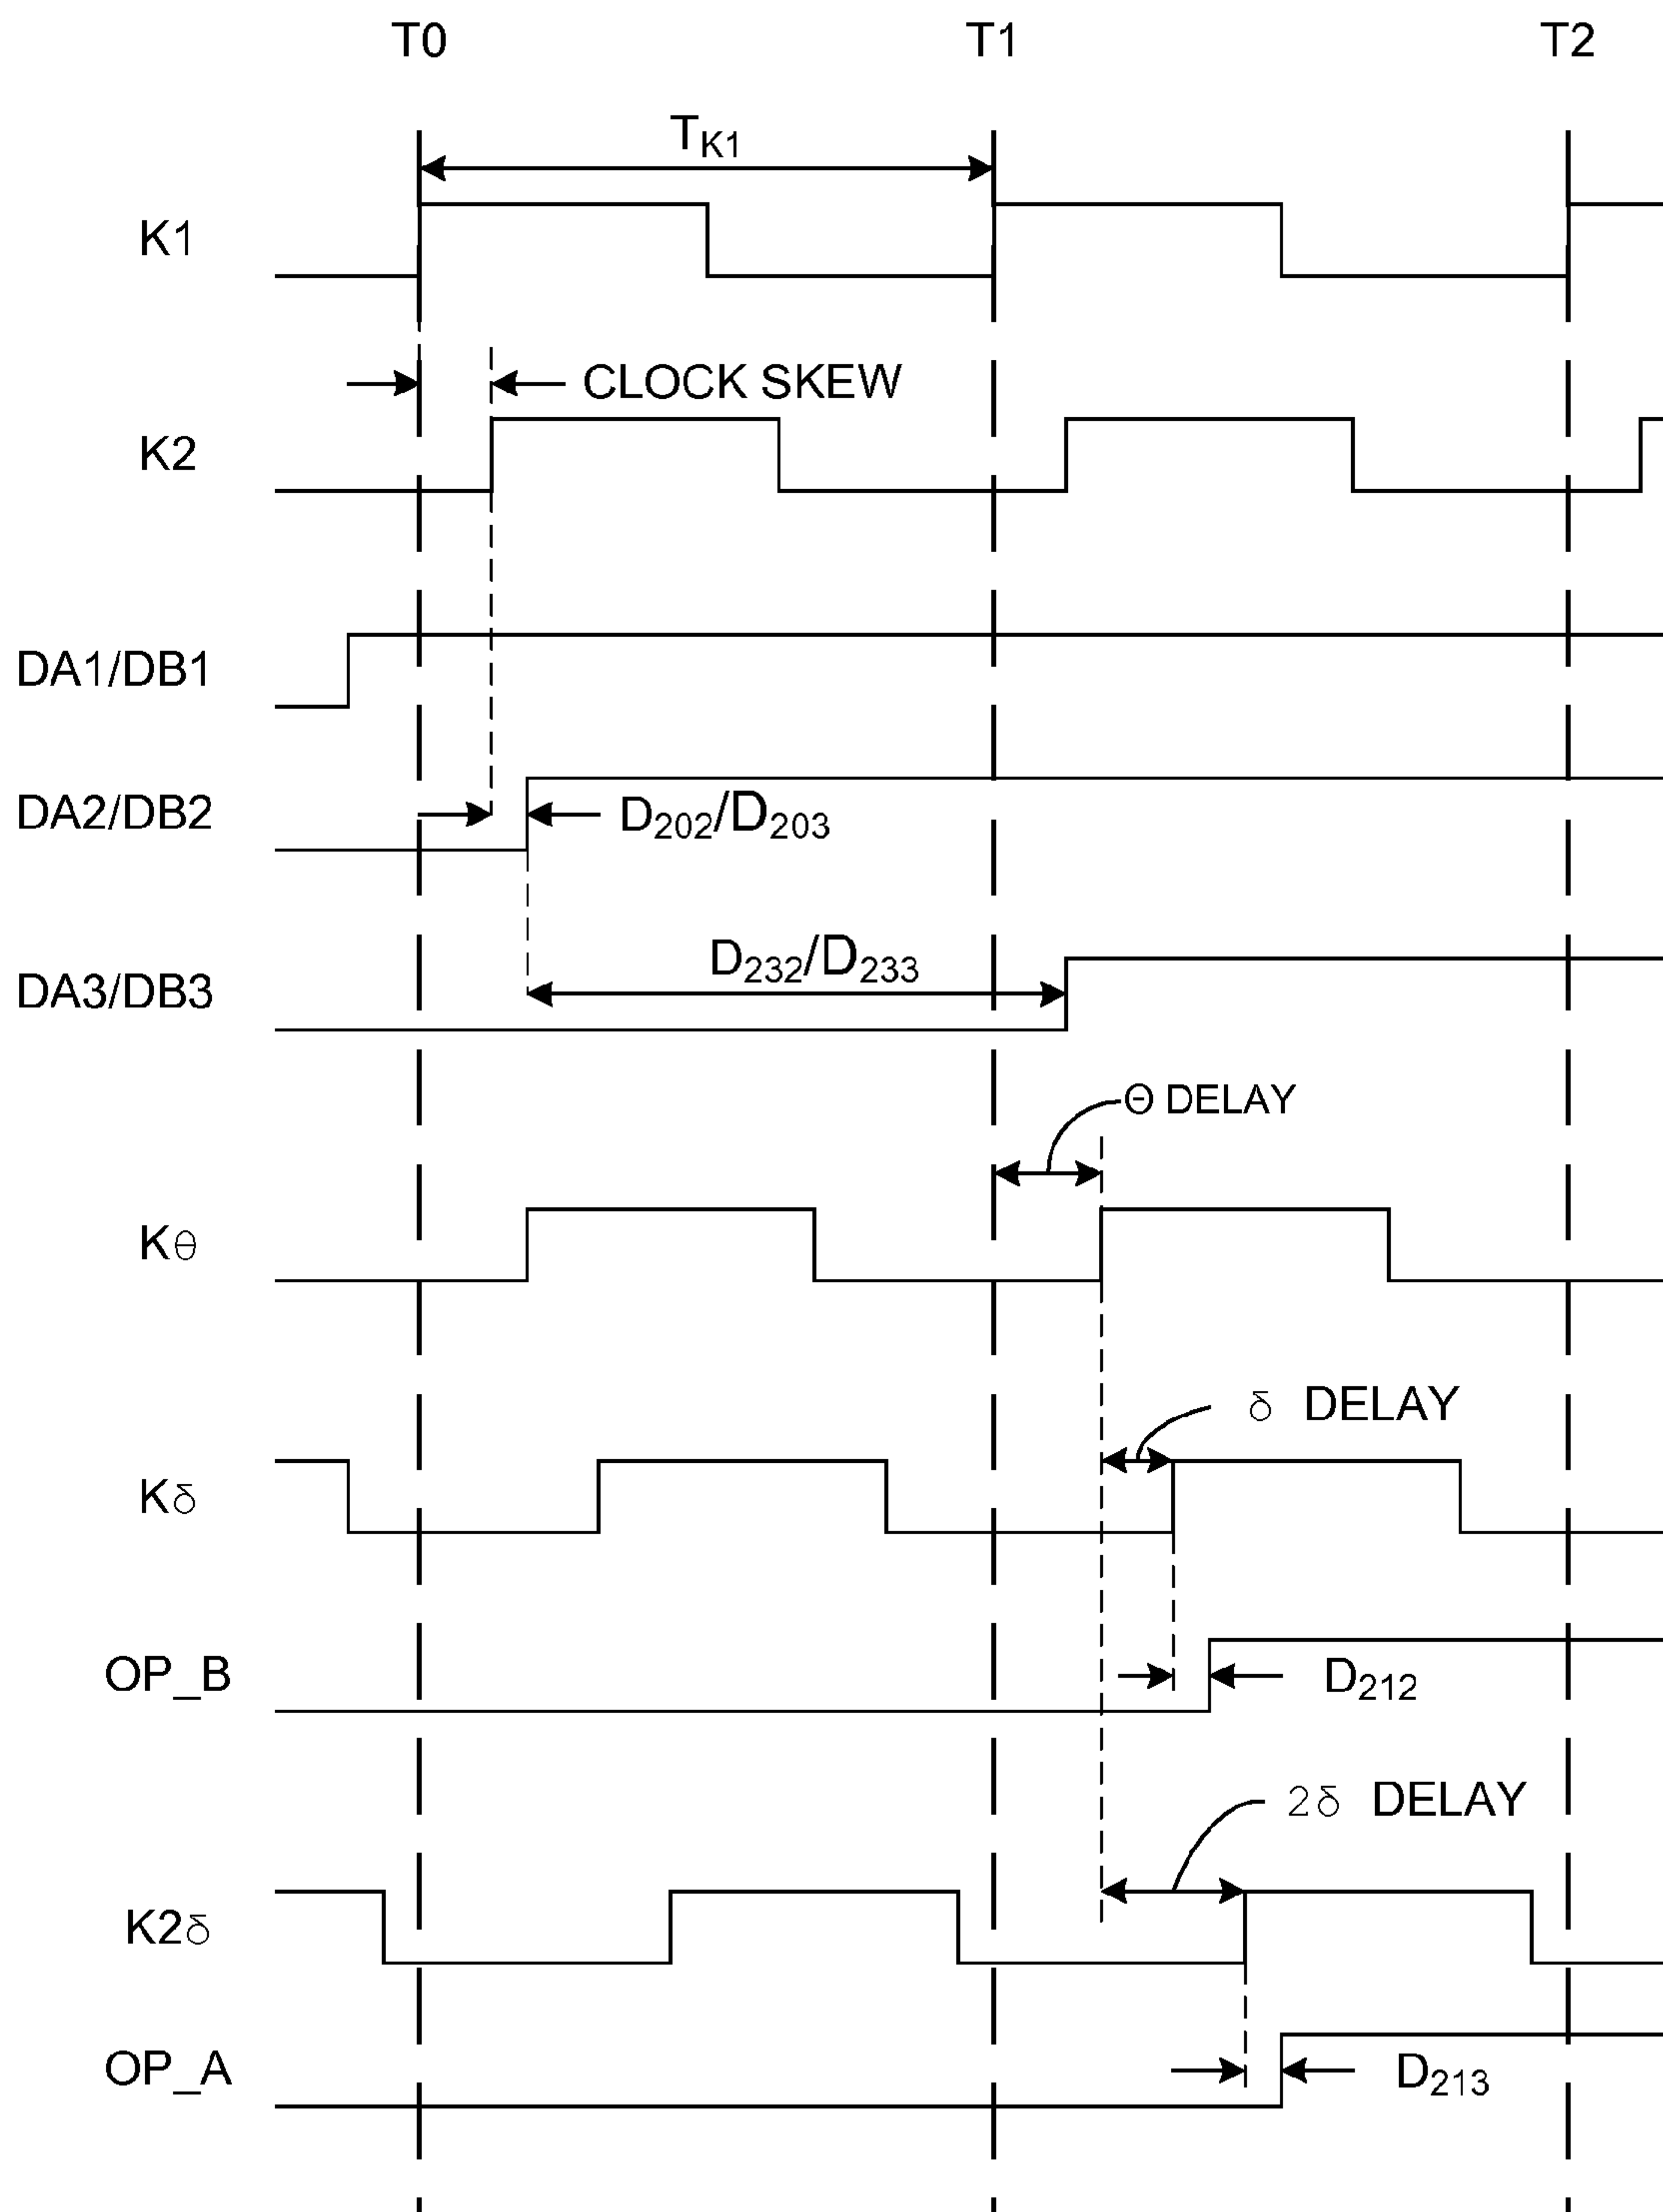 T0 T1 T2
TK1
K1
CLOCK SKEW
K2
DA1/DB1
DA2/DB2 D202/D203
D232/D233
DA3/DB3
Θ DELAY
Kθ
δ DELAY
Kδ
OP_B D212
2δ DELAY
K2δ
OP_A D213